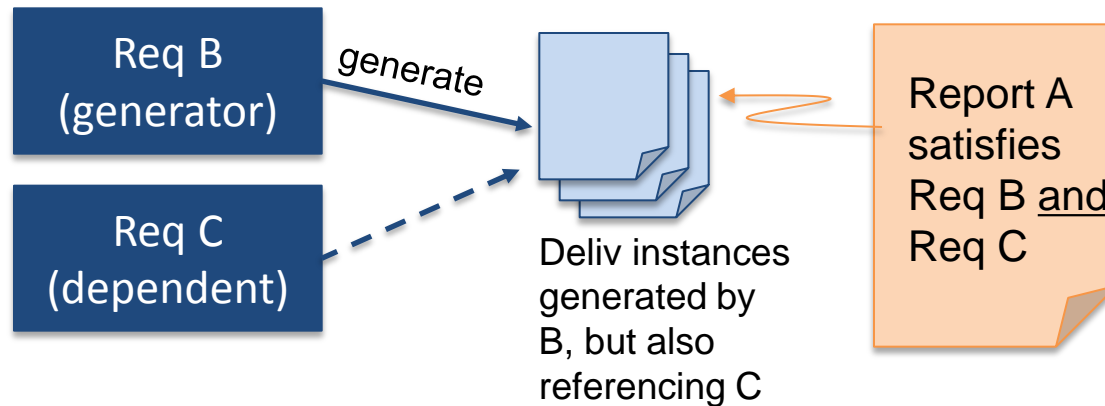 Req B
(generator)
generate
Req C
(dependent)
Deliv instances
generated by
B, but also
referencing C
Report A
satisfies
Req B and
Req C